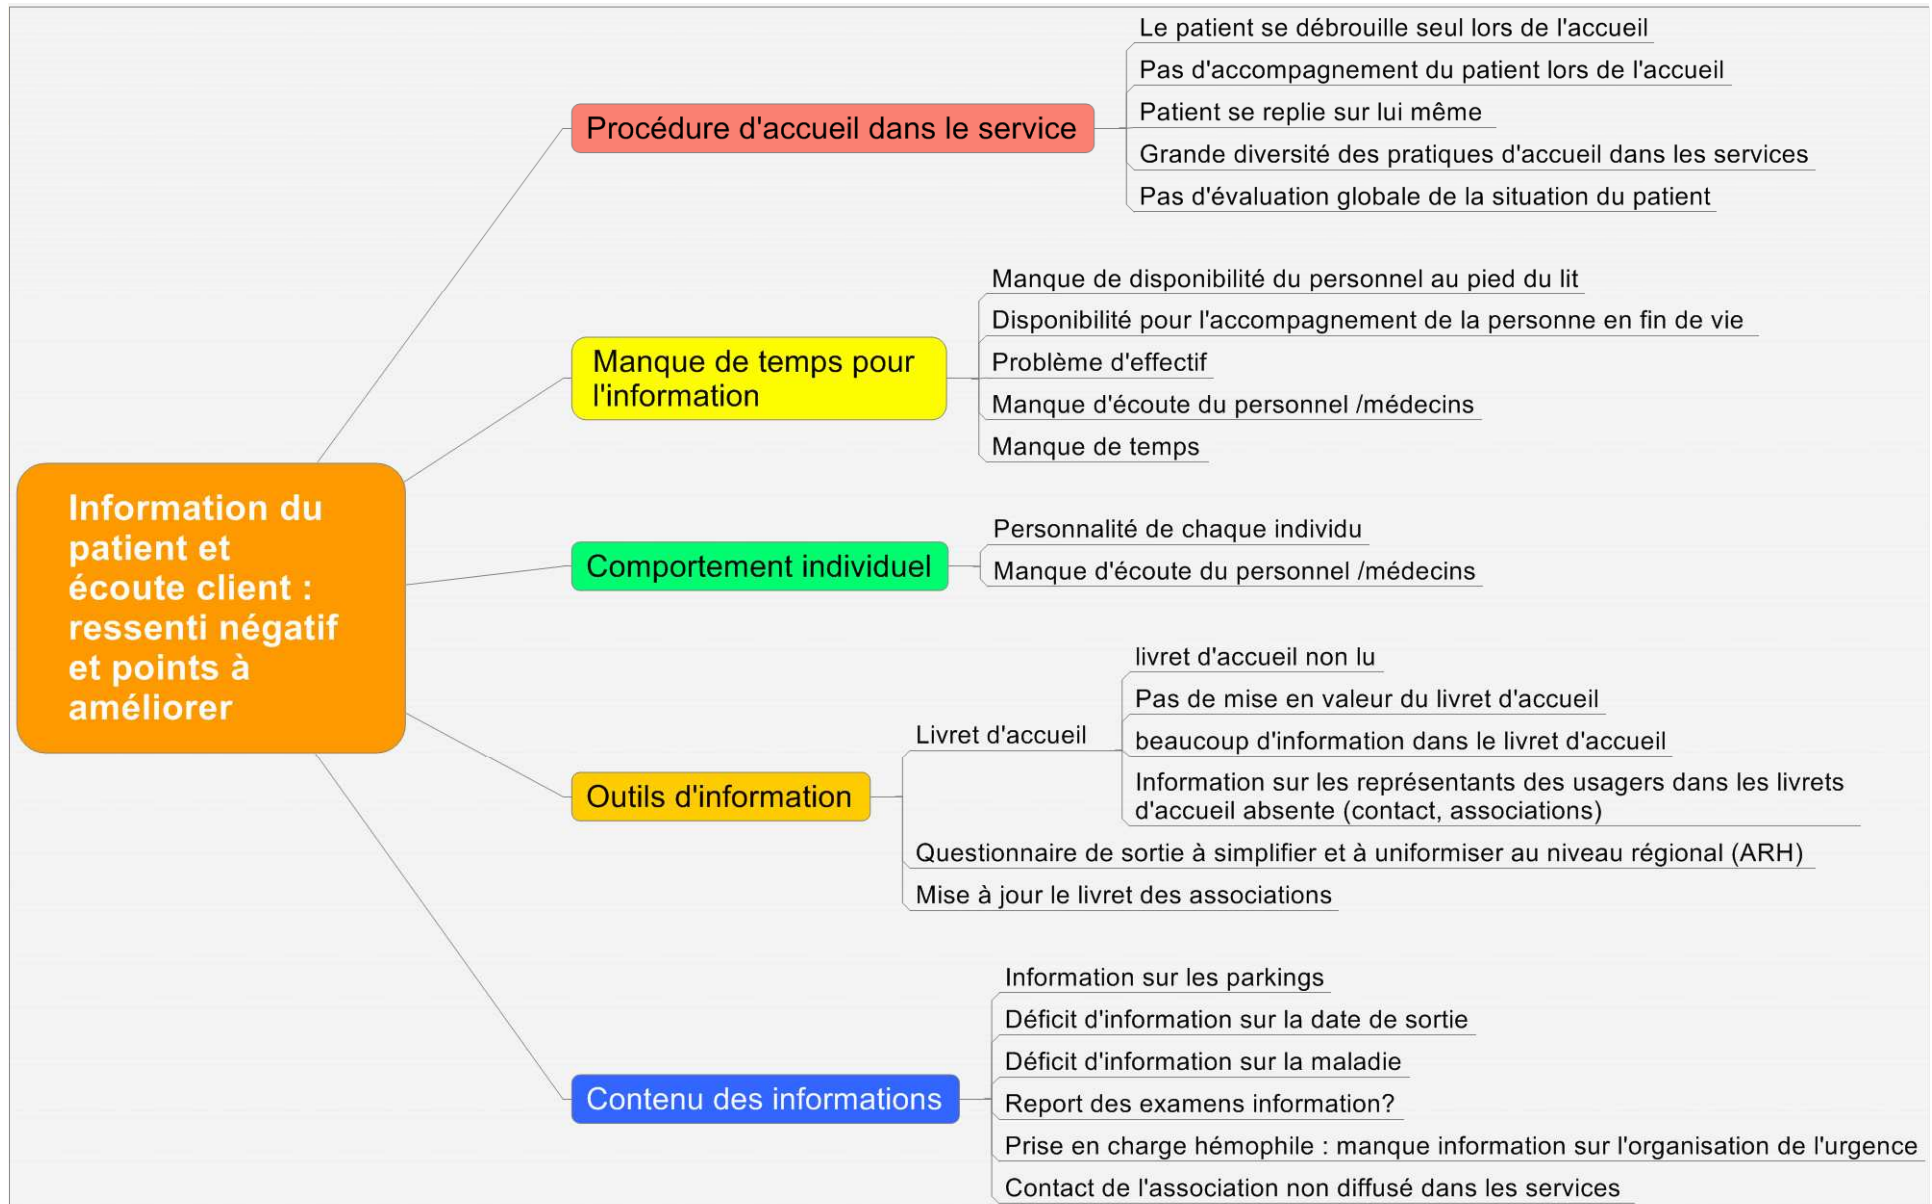 Information du
patient et
écoute client :
ressenti négatif
et points à
améliorer
Procédure d'accueil dans le service
Le patient se débrouille seul lors de l'accueil
Pas d'accompagnement du patient lors de l'accueil
Patient se replie sur lui même
Grande diversité des pratiques d'accueil dans les services
Pas d'évaluation globale de la situation du patient
Manque de temps pour
l'information
Manque de disponibilité du personnel au pied du lit
Disponibilité pour l'accompagnement de la personne en fin de vie
Problème d'effectif
Manque d'écoute du personnel /médecins
Manque de temps
Comportement individuel
Personnalité de chaque individu
Manque d'écoute du personnel /médecins
Outils d'information
Livret d'accueil
livret d'accueil non lu
Pas de mise en valeur du livret d'accueil
beaucoup d'information dans le livret d'accueil
Information sur les représentants des usagers dans les livrets
d'accueil absente (contact, associations)
Questionnaire de sortie à simplifier et à uniformiser au niveau régional (ARH)
Mise à jour le livret des associations
Contenu des informations
Information sur les parkings
Déficit d'information sur la date de sortie
Déficit d'information sur la maladie
Report des examens information?
Prise en charge hémophile : manque information sur l'organisation de l'urgence
Contact de l'association non diffusé dans les services